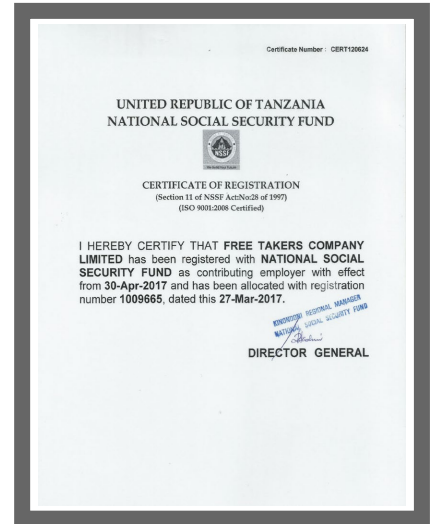 Certificate Number : CERT120624
UNITED REPUBLIC OF TANZANIA
NATIONAL SOCIAL SECURITY FUND
NSSF
CERTIFICATE OF REGISTRATION
(Section 11 of NSSF Act:No:28 of 1997)
(ISO 9001:2008 Certified)
I HEREBY CERTIFY THAT FREE TAKERS COMPANY
LIMITED has been registered with NATIONAL SOCIAL
SECURITY FUND as contributing employer with effect
from 30-Apr-2017 and has been allocated with registration
number 1009665, dated this 27-Mar-2017.
KINONDONI REGIONAL MANAGER
NATIONAL SOCIAL SECURITY FUND
DIRECTOR GENERAL